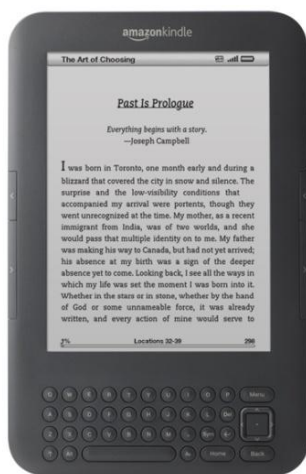 amazonkindle
The Art of Choosing
Past Is Prologue
Everything begins with a story.
—Joseph Campbell
I was born in Toronto, one month early and during a
blizzard that covered the city in snow and silence. The
surprise and the low-visibility conditions that
accompanied my arrival were portents, though they
went unrecognized at the time. My mother, as a recent
immigrant from India, was of two worlds, and she
would pass that multiple identity on to me. My father
was making his way to Canada, but had not yet arrived;
his absence at my birth was a sign of the deeper
absence yet to come. Looking back, I see all the ways in
which my life was set the moment I was born into it.
Whether in the stars or in stone, whether by the hand
of God or some unnameable force, it was already
written, and every action of mine would serve to
7% Locations 32-39 298
Q W E R T Y U I O P Menu
A S D F G H J K L Del
Z X C V B N M Sym
Alt Aa Home Back